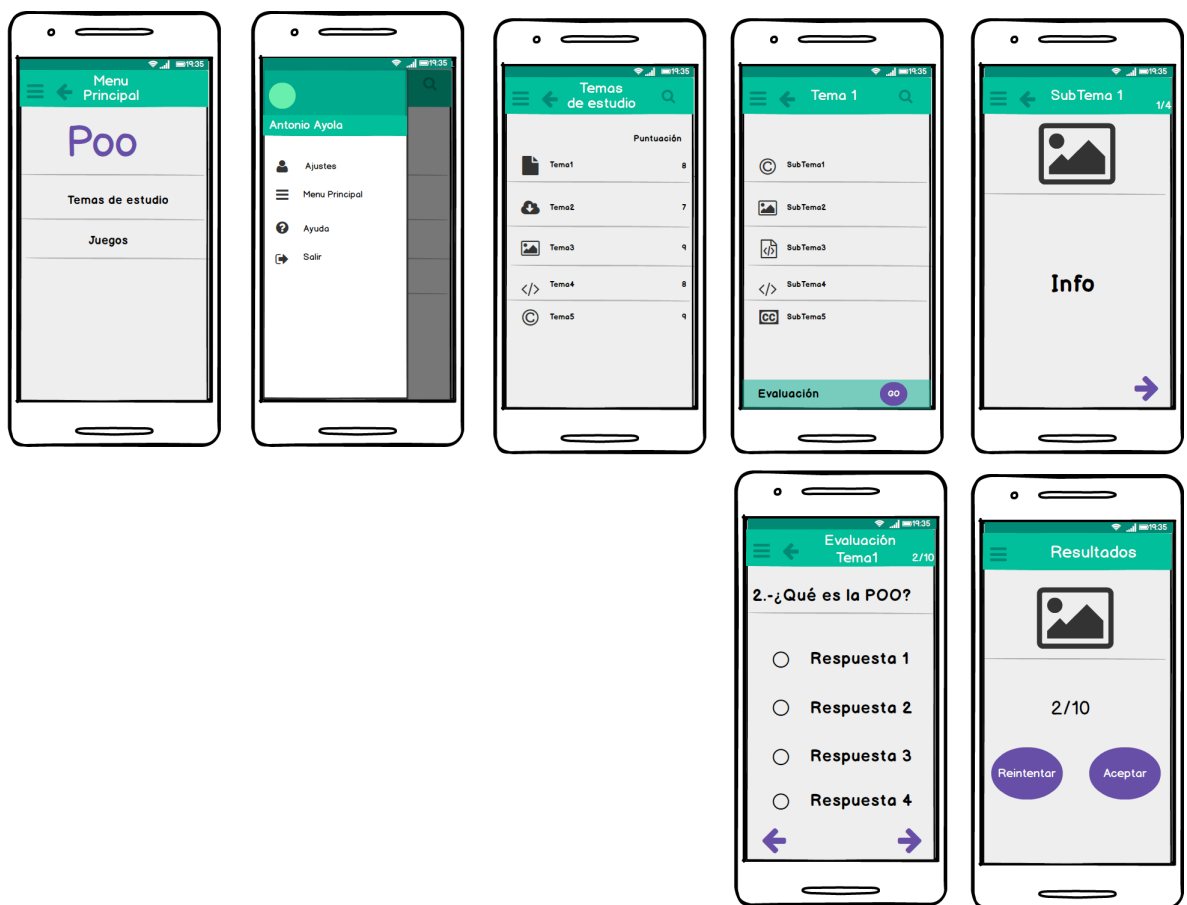 19:35
Menu
Principal
Poo
Temas de estudio
Juegos
19:35
Antonio Ayola
Ajustes
Menu Principal
Ayuda
Salir
19:35
Temas
de estudio
Puntuación
Tema1 8
Tema2 7
Tema3 9
Tema4 8
Tema5 9
19:35
Tema 1
© SubTema1
SubTema2
</> SubTema3
</> SubTema4
CC SubTema5
Evaluación GO
19:35
SubTema 1 1/4
Info
19:35
Evaluación
Tema1 2/10
2.-¿Qué es la POO?
Respuesta 1
Respuesta 2
Respuesta 3
Respuesta 4
19:35
Resultados
2/10
Reintentar Aceptar